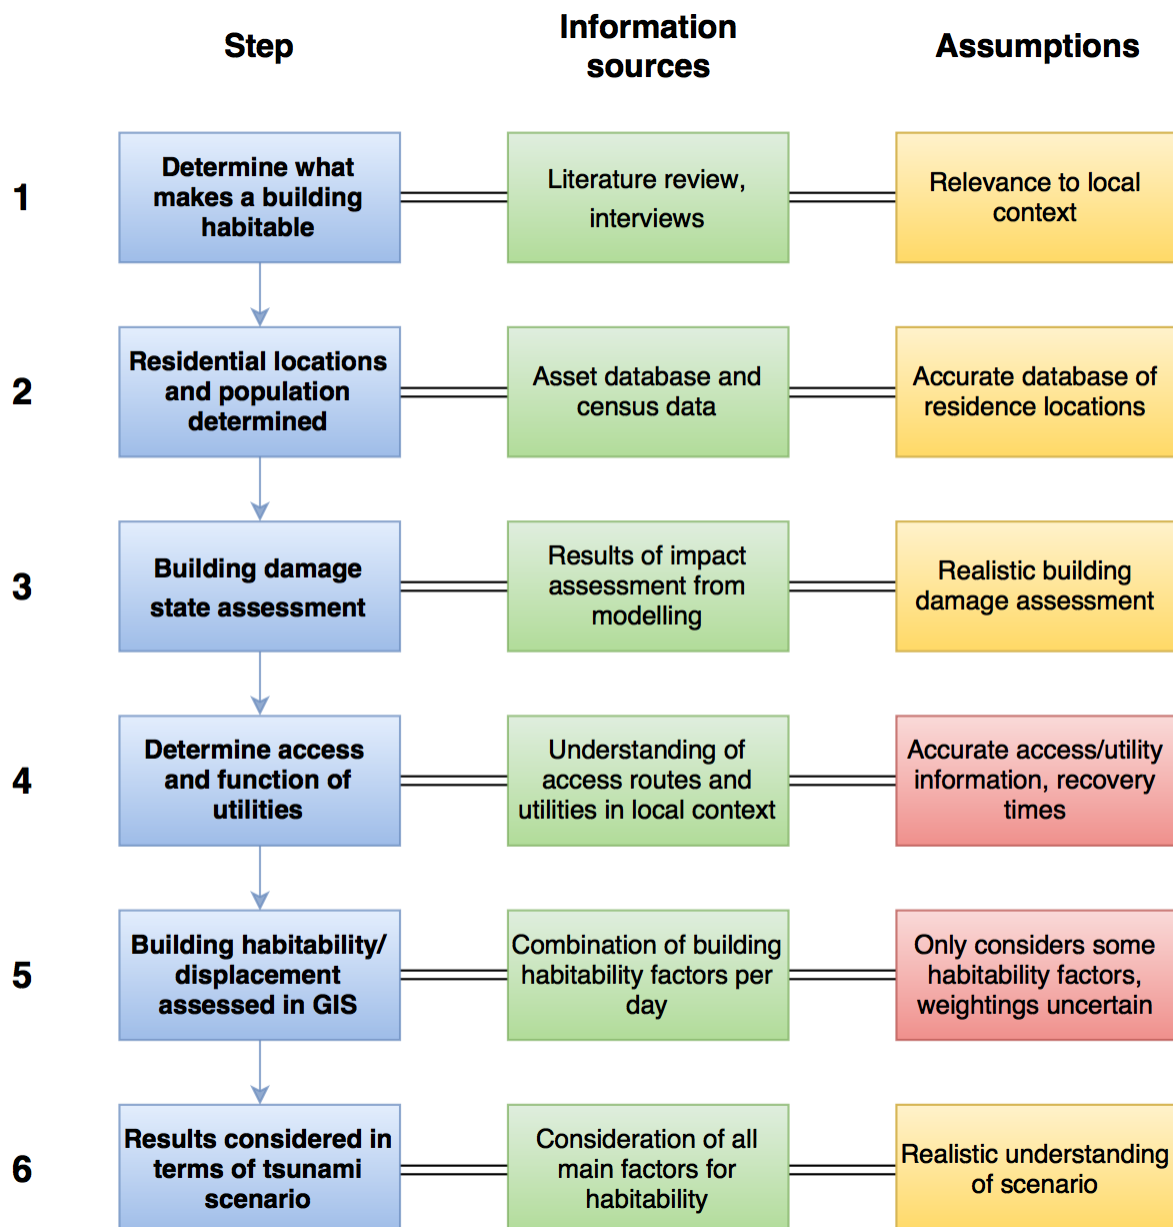 Step
Information
sources
Assumptions
1
Determine what
makes a building
habitable
Literature review,
interviews
Relevance to local
context
2
Residential locations
and population
determined
Asset database and
census data
Accurate database of
residence locations
3
Building damage
state assessment
Results of impact
assessment from
modelling
Realistic building
damage assessment
4
Determine access
and function of
utilities
Understanding of
access routes and
utilities in local context
Accurate access/utility
information, recovery
times
5
Building habitability/
displacement
assessed in GIS
Combination of building
habitability factors per
day
Only considers some
habitability factors,
weightings uncertain
6
Results considered in
terms of tsunami
scenario
Consideration of all
main factors for
habitability
Realistic understanding
of scenario